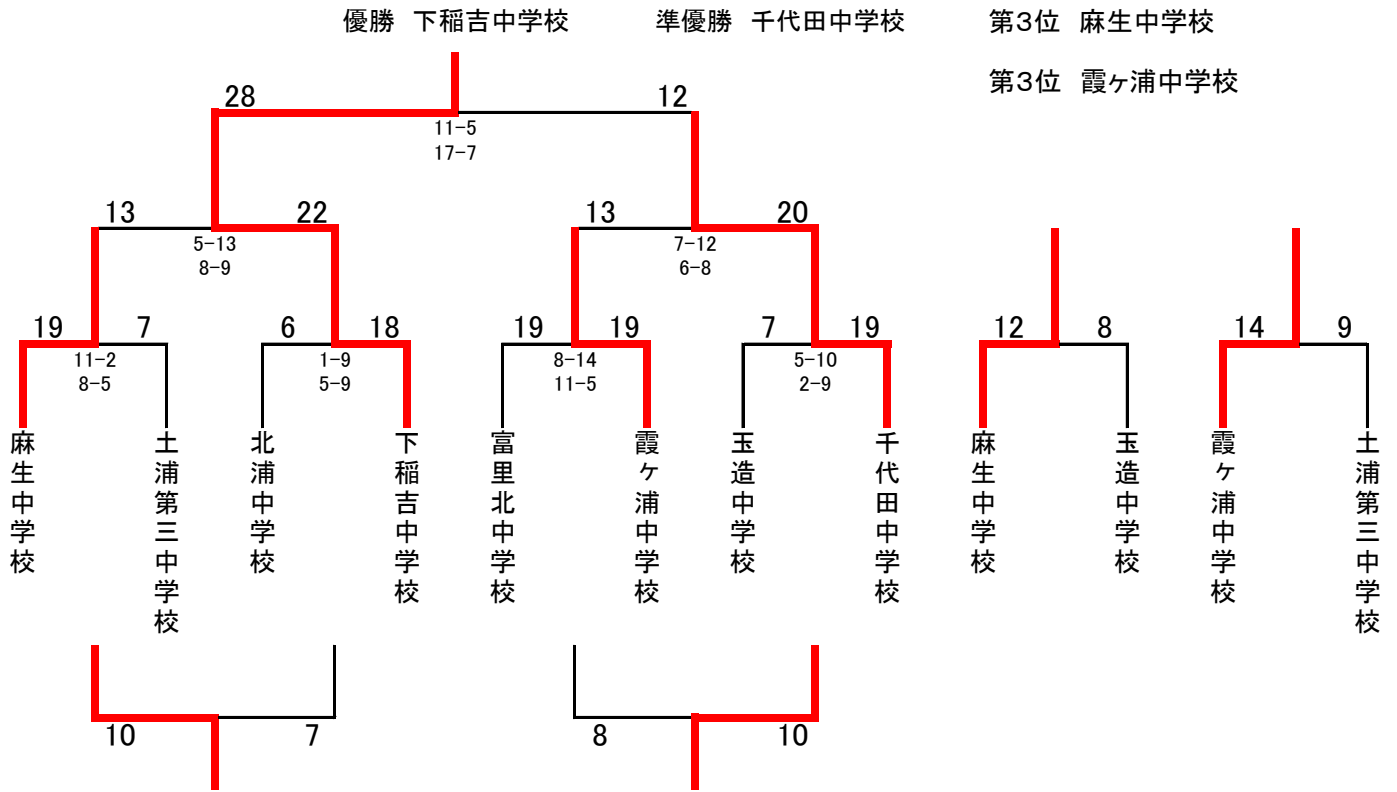 優勝　下稲吉中学校　準優勝　千代田中学校　第3位　麻生中学校
第3位　霞ヶ浦中学校
28 12
11-5
17-7
13 22 13 20
5-13 7-12
8-9 6-8
19 7 6 18 19 19 7 19 12 8 14 9
11-2 1-9 8-14 5-10
8-5 5-9 11-5 2-9
麻生中学校
土浦第三中学校
北浦中学校
下稲吉中学校
富里北中学校
霞ヶ浦中学校
玉造中学校
千代田中学校
麻生中学校
玉造中学校
霞ヶ浦中学校
土浦第三中学校
10 7 8 10